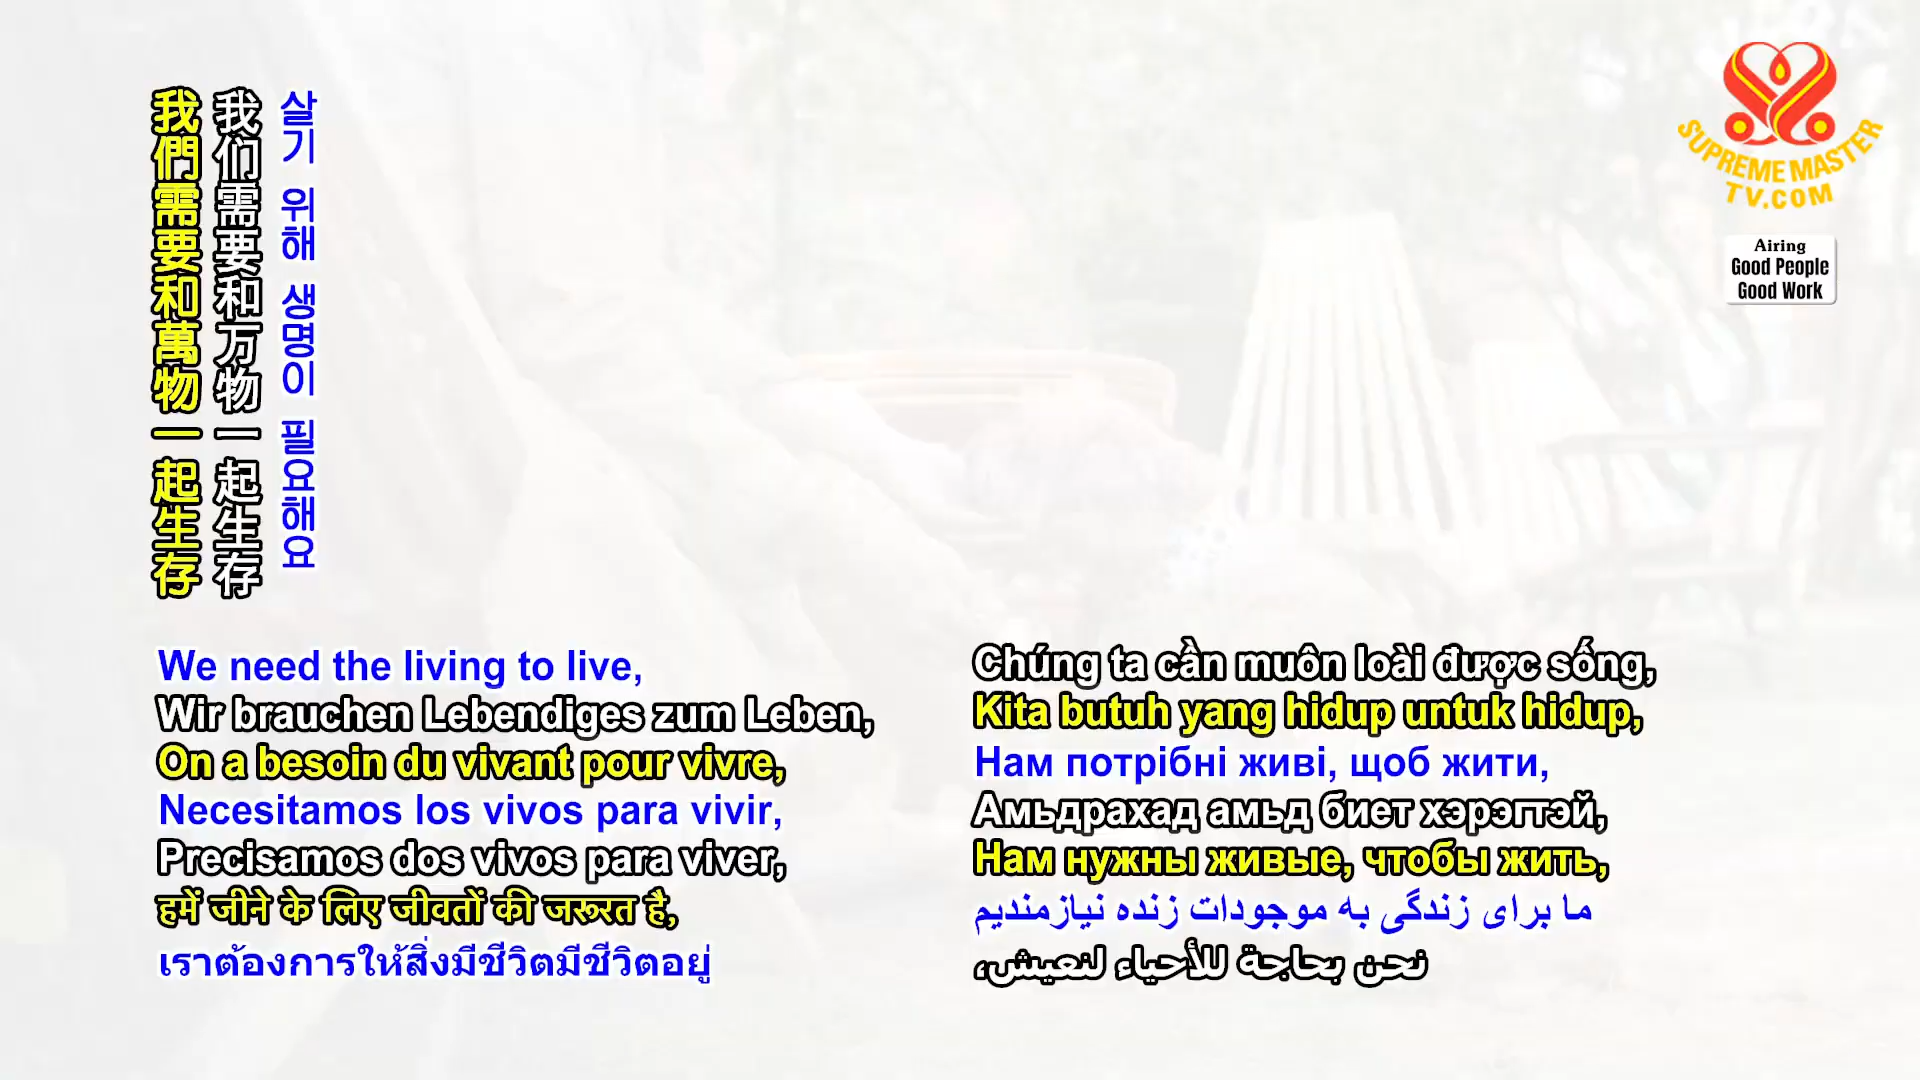 我們需要和萬物一起生存
我们需要和万物一起生存
살기 위해 생명이 필요해요
SUPREME MASTER
TV.COM
Airing
Good People
Good Work
We need the living to live,
Wir brauchen Lebendiges zum Leben,
On a besoin du vivant pour vivre,
Necesitamos los vivos para vivir,
Precisamos dos vivos para viver,
हमें जीने के लिए जीवतों की जरूरत है,
เราต้องการให้สิ่งมีชีวิตมีชีวิตอยู่
Chúng ta cần muôn loài được sống,
Kita butuh yang hidup untuk hidup,
Нам потрібні живі, щоб жити,
Амьдрахад амьд биет хэрэгтэй,
Нам нужны живые, чтобы жить,
ما برای زندگی به موجودات زنده نیازمندیم
نحن بحاجة للأحياء لنعيش،